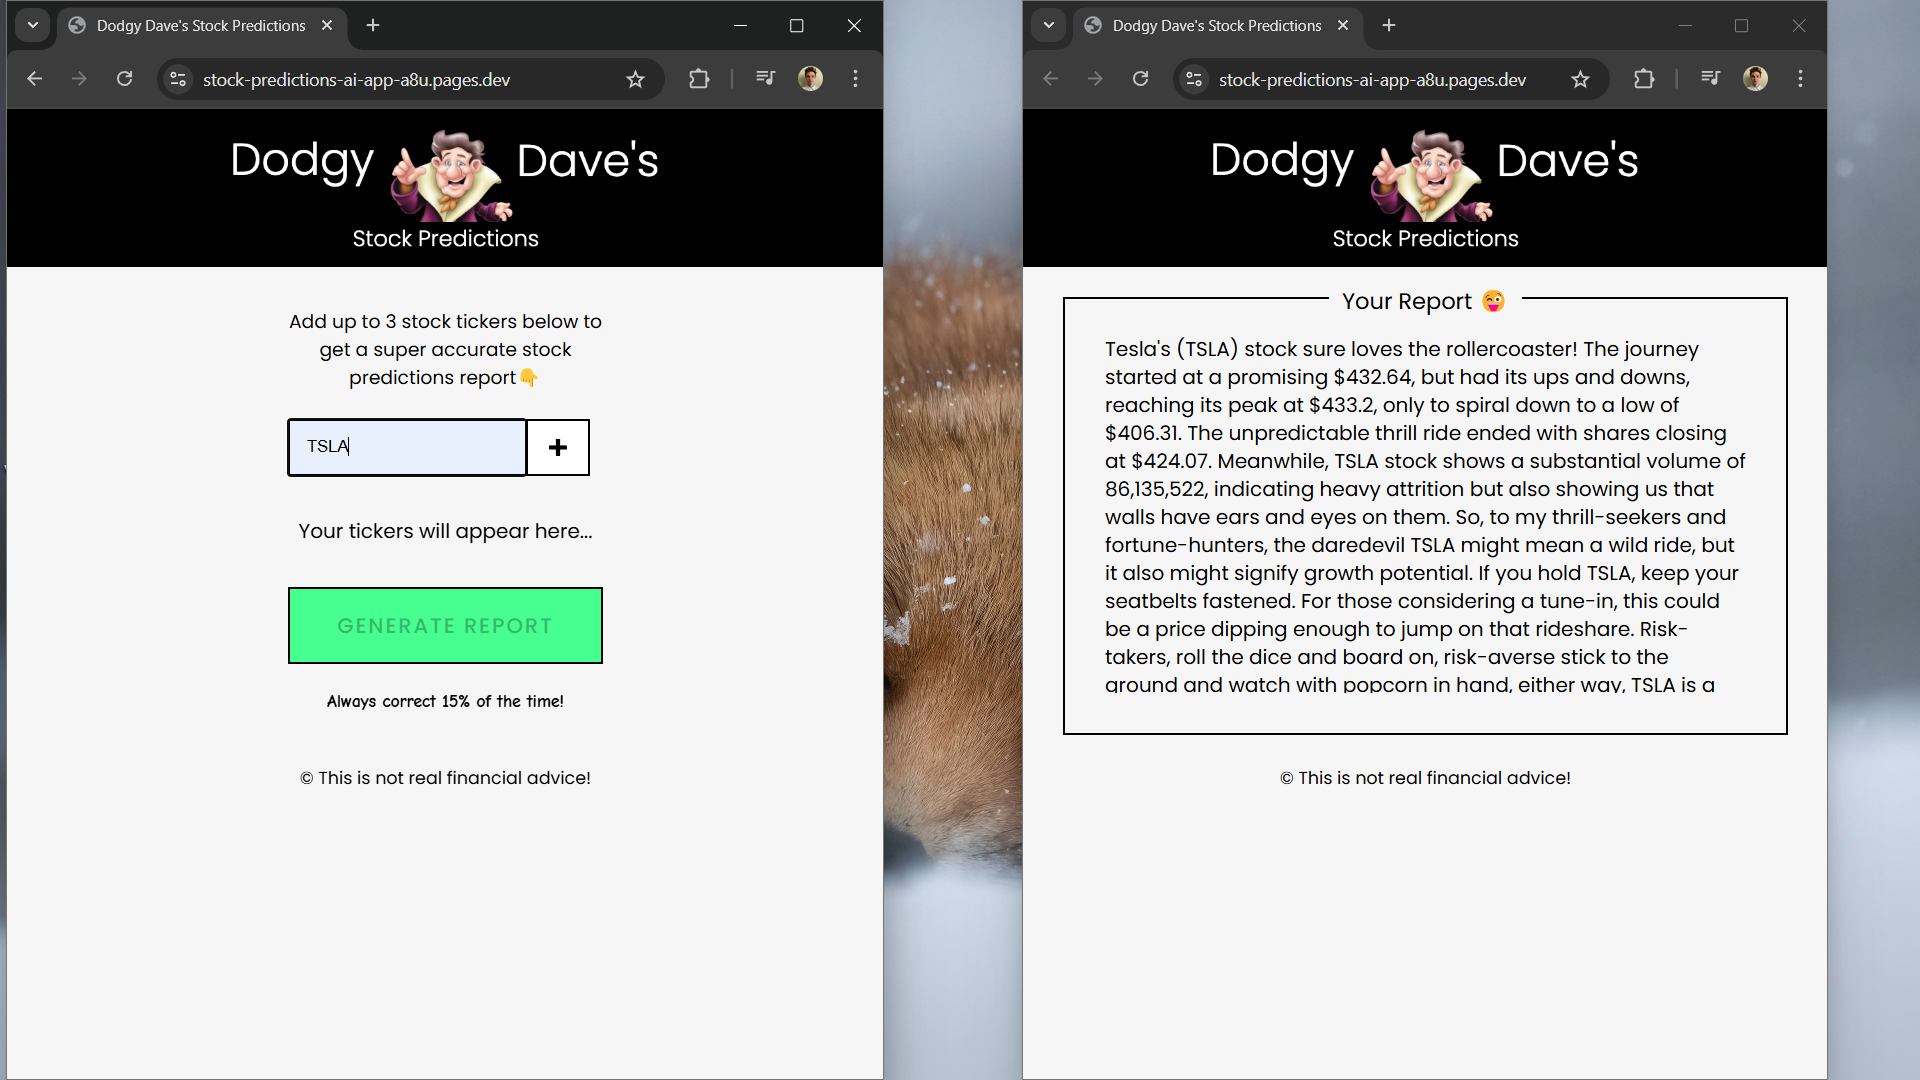 Dodgy Dave's Stock Predictions
stock-predictions-ai-app-a8u.pages.dev
Dodgy Dave's
Stock Predictions
Add up to 3 stock tickers below to
get a super accurate stock
predictions report👇
TSLA
Your tickers will appear here...
GENERATE REPORT
Always correct 15% of the time!
© This is not real financial advice!
Dodgy Dave's Stock Predictions
stock-predictions-ai-app-a8u.pages.dev
Dodgy Dave's
Stock Predictions
Your Report 😜
Tesla's (TSLA) stock sure loves the rollercoaster! The journey
started at a promising $432.64, but had its ups and downs,
reaching its peak at $433.2, only to spiral down to a low of
$406.31. The unpredictable thrill ride ended with shares closing
at $424.07. Meanwhile, TSLA stock shows a substantial volume of
86,135,522, indicating heavy attrition but also showing us that
walls have ears and eyes on them. So, to my thrill-seekers and
fortune-hunters, the daredevil TSLA might mean a wild ride, but
it also might signify growth potential. If you hold TSLA, keep your
seatbelts fastened. For those considering a tune-in, this could
be a price dipping enough to jump on that rideshare. Risk-
takers, roll the dice and board on, risk-averse stick to the
ground and watch with popcorn in hand, either way, TSLA is a
© This is not real financial advice!